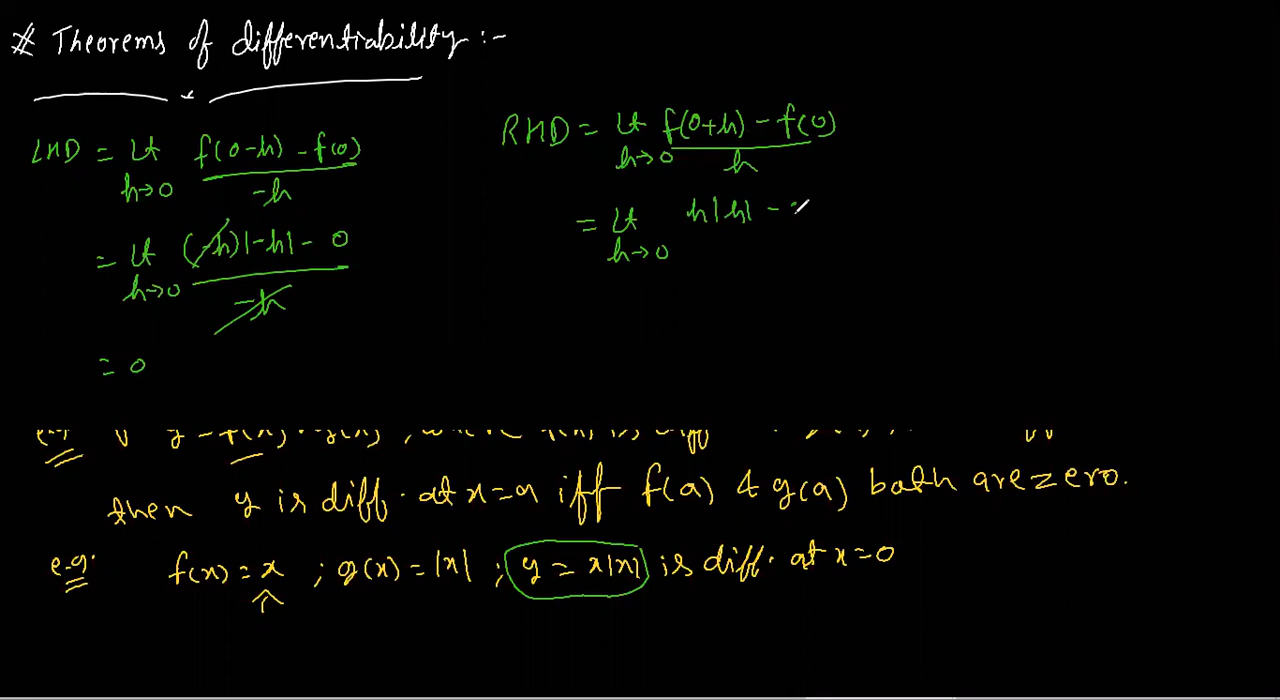 # Theorems of differentiability :-
LHD = Lt f(0-h) - f(0)
h→0 -h
= Lt (-h)|-h| - 0
h→0 -h
= 0
RHD = Lt f(0+h) - f(0)
h→0 h
= Lt h|h| -
h→0
then y is diff. at x=a iff f(a) & g(a) both are zero.
e.g. f(x) = x ; g(x) = |x| ; y = x|x| is diff. at x=0